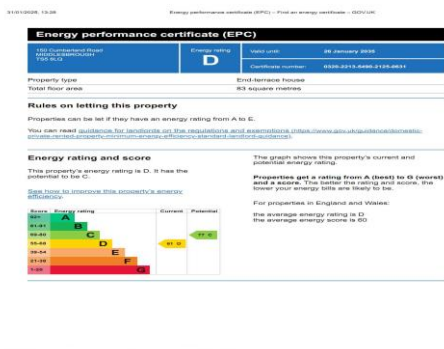 Energy performance certificate (EPC) – Find an energy certificate – GOV.UK
Energy performance certificate (EPC)
Cumberland Road
MIDDLESBROUGH
TS5 6LQ
Energy rating
D
Valid until:
28 January 2035
Certificate number:
Property type
End-terrace house
Total floor area
83 square metres
Rules on letting this property
Properties can be let if they have an energy rating from A to E.
You can read guidance for landlords on the regulations and exemptions (https://www.gov.uk/guidance/domestic-
private-rented-property-minimum-energy-efficiency-standard-landlord-guidance).
Energy rating and score
This property's energy rating is D. It has the
potential to be C.
See how to improve this property's energy
efficiency.
Score Energy rating Current Potential
92+ A
81-91 B
69-80 C 77 C
55-68 D 61 D
39-54 E
21-38 F
1-20 G
The graph shows this property's current and
potential energy rating.
Properties get a rating from A (best) to G (worst)
and a score. The better the rating and score, the
lower your energy bills are likely to be.
For properties in England and Wales:
the average energy rating is D
the average energy score is 60